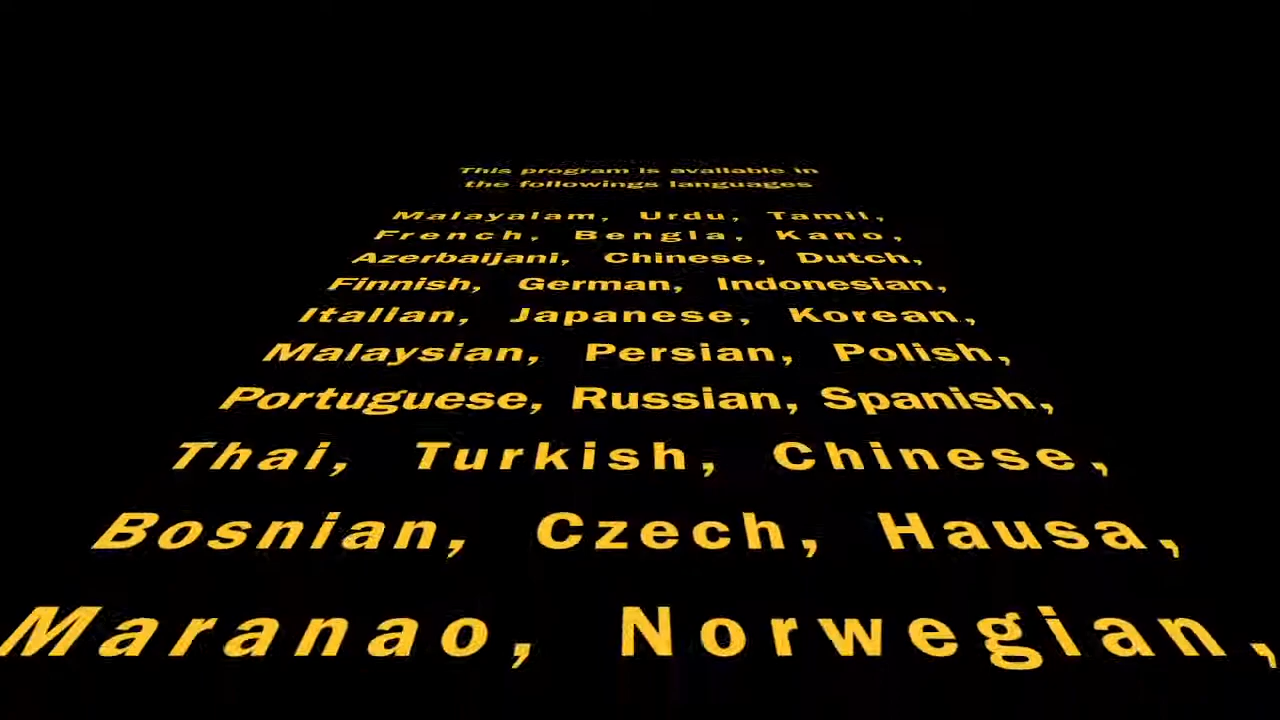 This program is available in
the followings languages
Malayalam, Urdu, Tamil,
French, Bengla, Kano,
Azerbaijani, Chinese, Dutch,
Finnish, German, Indonesian,
Italian, Japanese, Korean,
Malaysian, Persian, Polish,
Portuguese, Russian, Spanish,
Thai, Turkish, Chinese,
Bosnian, Czech, Hausa,
Maranao, Norwegian,